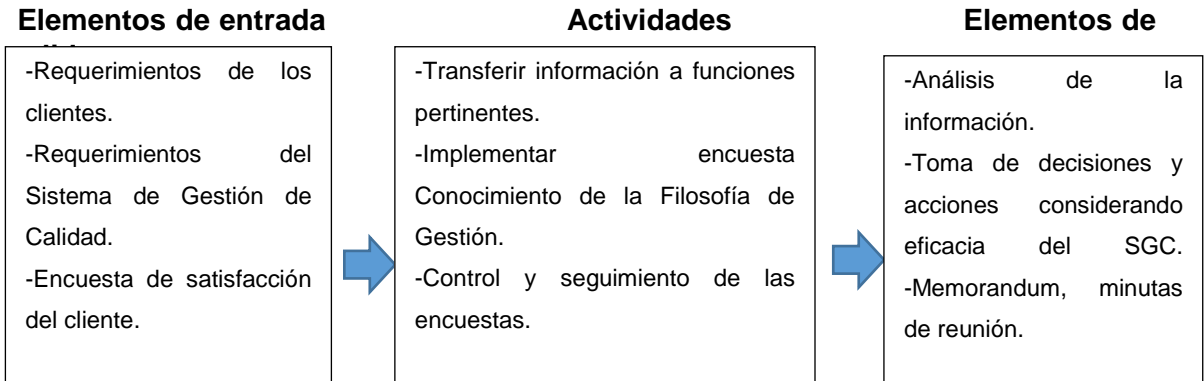 Elementos de entrada
Actividades
Elementos de
-Requerimientos de los
clientes.
-Requerimientos del
Sistema de Gestión de
Calidad.
-Encuesta de satisfacción
del cliente.
-Transferir información a funciones
pertinentes.
-Implementar encuesta
Conocimiento de la Filosofía de
Gestión.
-Control y seguimiento de las
encuestas.
-Análisis de la
información.
-Toma de decisiones y
acciones considerando
eficacia del SGC.
-Memorandum, minutas
de reunión.